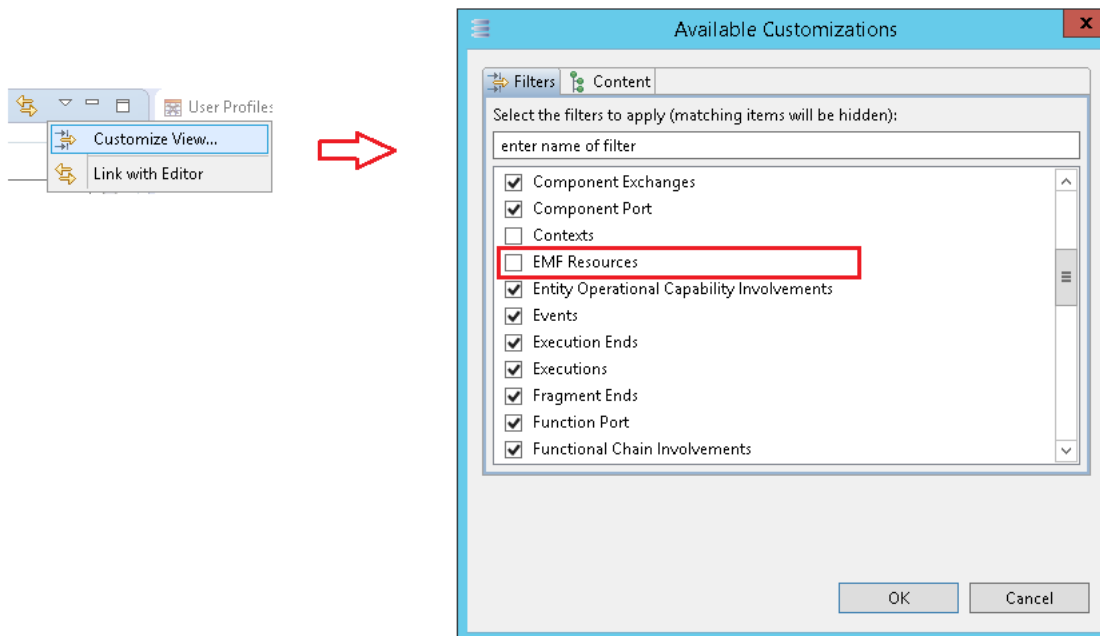 User Profiles
Customize View...
Link with Editor
Available Customizations
Filters
Content
Select the filters to apply (matching items will be hidden):
enter name of filter
Component Exchanges
Component Port
Contexts
EMF Resources
Entity Operational Capability Involvements
Events
Execution Ends
Executions
Fragment Ends
Function Port
Functional Chain Involvements
OK
Cancel